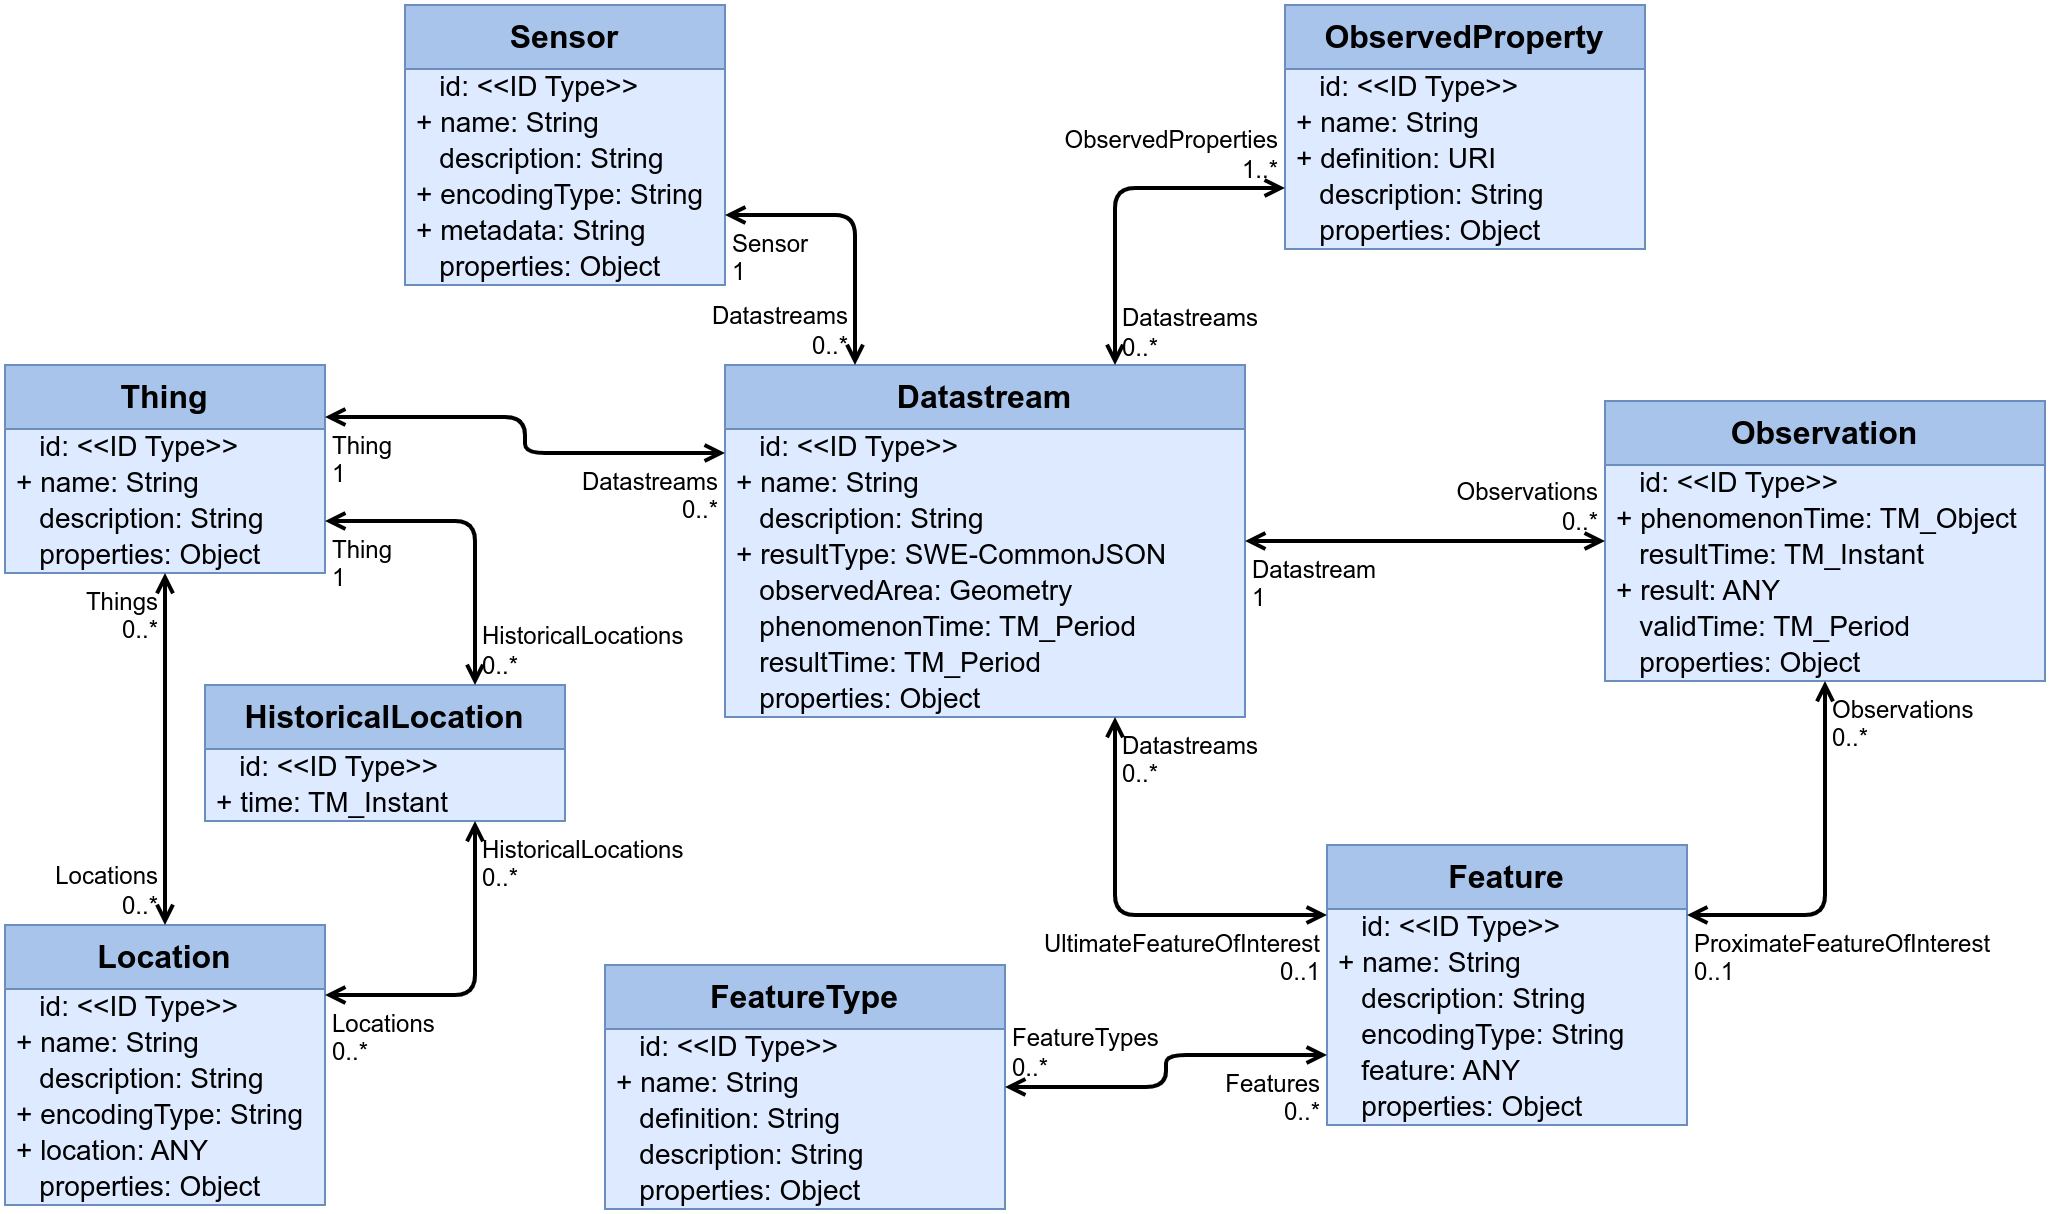 Sensor
id: <<ID Type>>
+ name: String
description: String
+ encodingType: String
+ metadata: String
properties: Object
ObservedProperty
id: <<ID Type>>
+ name: String
+ definition: URI
description: String
properties: Object
ObservedProperties
1..*
Sensor
1
Datastreams
0..*
Datastreams
0..*
Thing
id: <<ID Type>>
+ name: String
description: String
properties: Object
Thing
1
Datastreams
0..*
Thing
1
Datastream
id: <<ID Type>>
+ name: String
description: String
+ resultType: SWE-CommonJSON
observedArea: Geometry
phenomenonTime: TM_Period
resultTime: TM_Period
properties: Object
Observations
0..*
Datastream
1
Observation
id: <<ID Type>>
+ phenomenonTime: TM_Object
resultTime: TM_Instant
+ result: ANY
validTime: TM_Period
properties: Object
Things
0..*
HistoricalLocations
0..*
HistoricalLocation
id: <<ID Type>>
+ time: TM_Instant
HistoricalLocations
0..*
Locations
0..*
Location
id: <<ID Type>>
+ name: String
description: String
+ encodingType: String
+ location: ANY
properties: Object
Locations
0..*
Datastreams
0..*
Observations
0..*
UltimateFeatureOfInterest
0..1
Feature
id: <<ID Type>>
+ name: String
description: String
encodingType: String
feature: ANY
properties: Object
ProximateFeatureOfInterest
0..1
FeatureType
id: <<ID Type>>
+ name: String
definition: String
description: String
properties: Object
FeatureTypes
0..*
Features
0..*